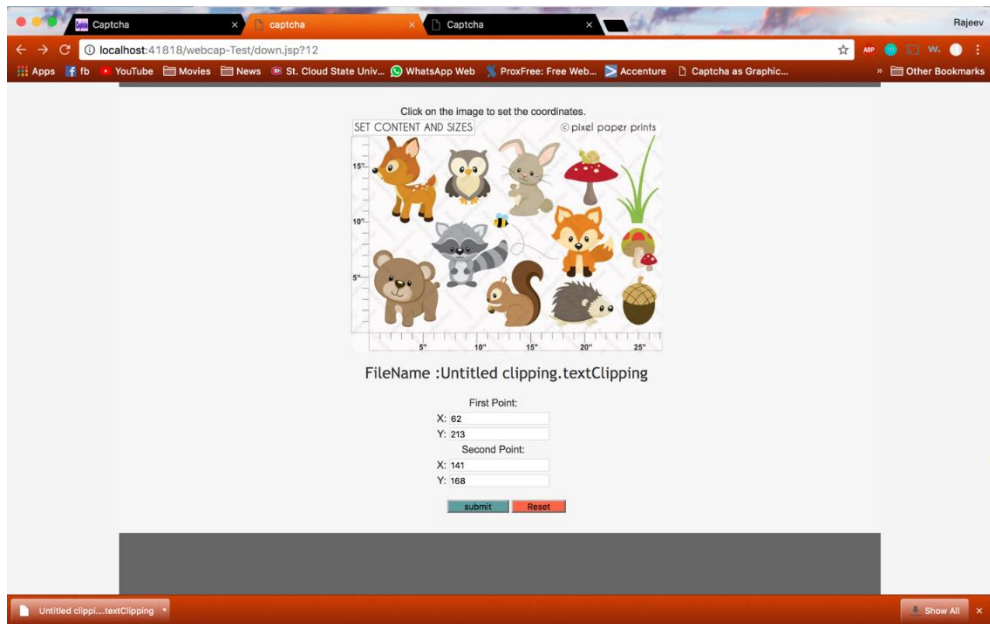 Captcha
captcha
Captcha
Rajeev
localhost:41818/webcap-Test/down.jsp?12
ABP
W.
Apps fb YouTube Movies News St. Cloud State Univ... WhatsApp Web ProxFree: Free Web... Accenture Captcha as Graphic... » Other Bookmarks
Click on the image to set the coordinates.
SET CONTENT AND SIZES © pixel paper prints
15"
10"
5"
5" 10" 15" 20" 25"
FileName :Untitled clipping.textClipping
First Point:
X: 62
Y: 213
Second Point:
X: 141
Y: 168
submit Reset
Untitled clippi....textClipping Show All